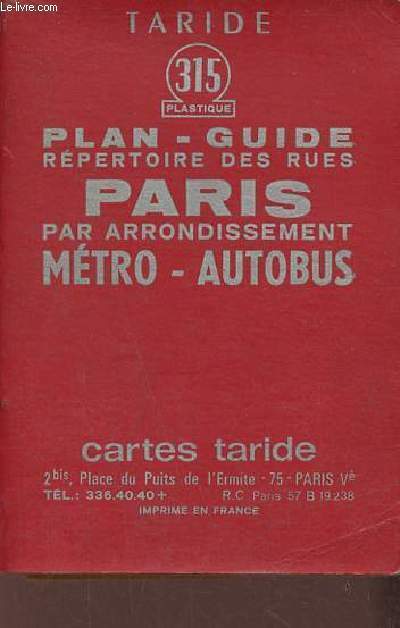 © Le-livre.com
TARIDE
315
PLASTIQUE
PLAN - GUIDE
RÉPERTOIRE DES RUES
PARIS
PAR ARRONDISSEMENT
MÉTRO - AUTOBUS
cartes taride
2bis, Place du Puits de l'Ermite - 75 - PARIS Ve
TÉL.: 336.40.40+ R.C. Paris 57 B 19.238
IMPRIMÉ EN FRANCE